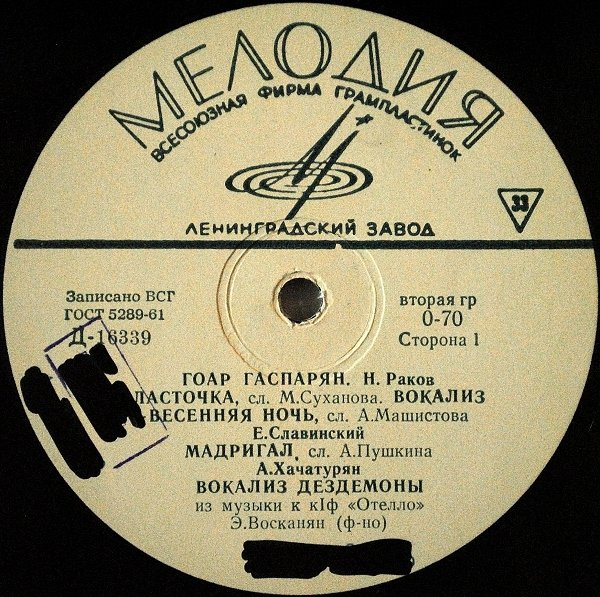 МЕЛОДИЯ
ВСЕСОЮЗНАЯ ФИРМА ГРАМПЛАСТИНОК
ЛЕНИНГРАДСКИЙ ЗАВОД
33
Записано ВСГ
ГОСТ 5289-61
Д-16339
вторая гр
0-70
Сторона 1
ГОАР ГАСПАРЯН. Н. Раков
ЛАСТОЧКА, сл. М.Суханова. ВОКАЛИЗ
ВЕСЕННЯЯ НОЧЬ, сл. А.Машистова
Е.Славинский
МАДРИГАЛ, сл. А.Пушкина
А.Хачатурян
ВОКАЛИЗ ДЕЗДЕМОНЫ
из музыки к к|ф «Отелло»
Э.Восканян (ф-но)